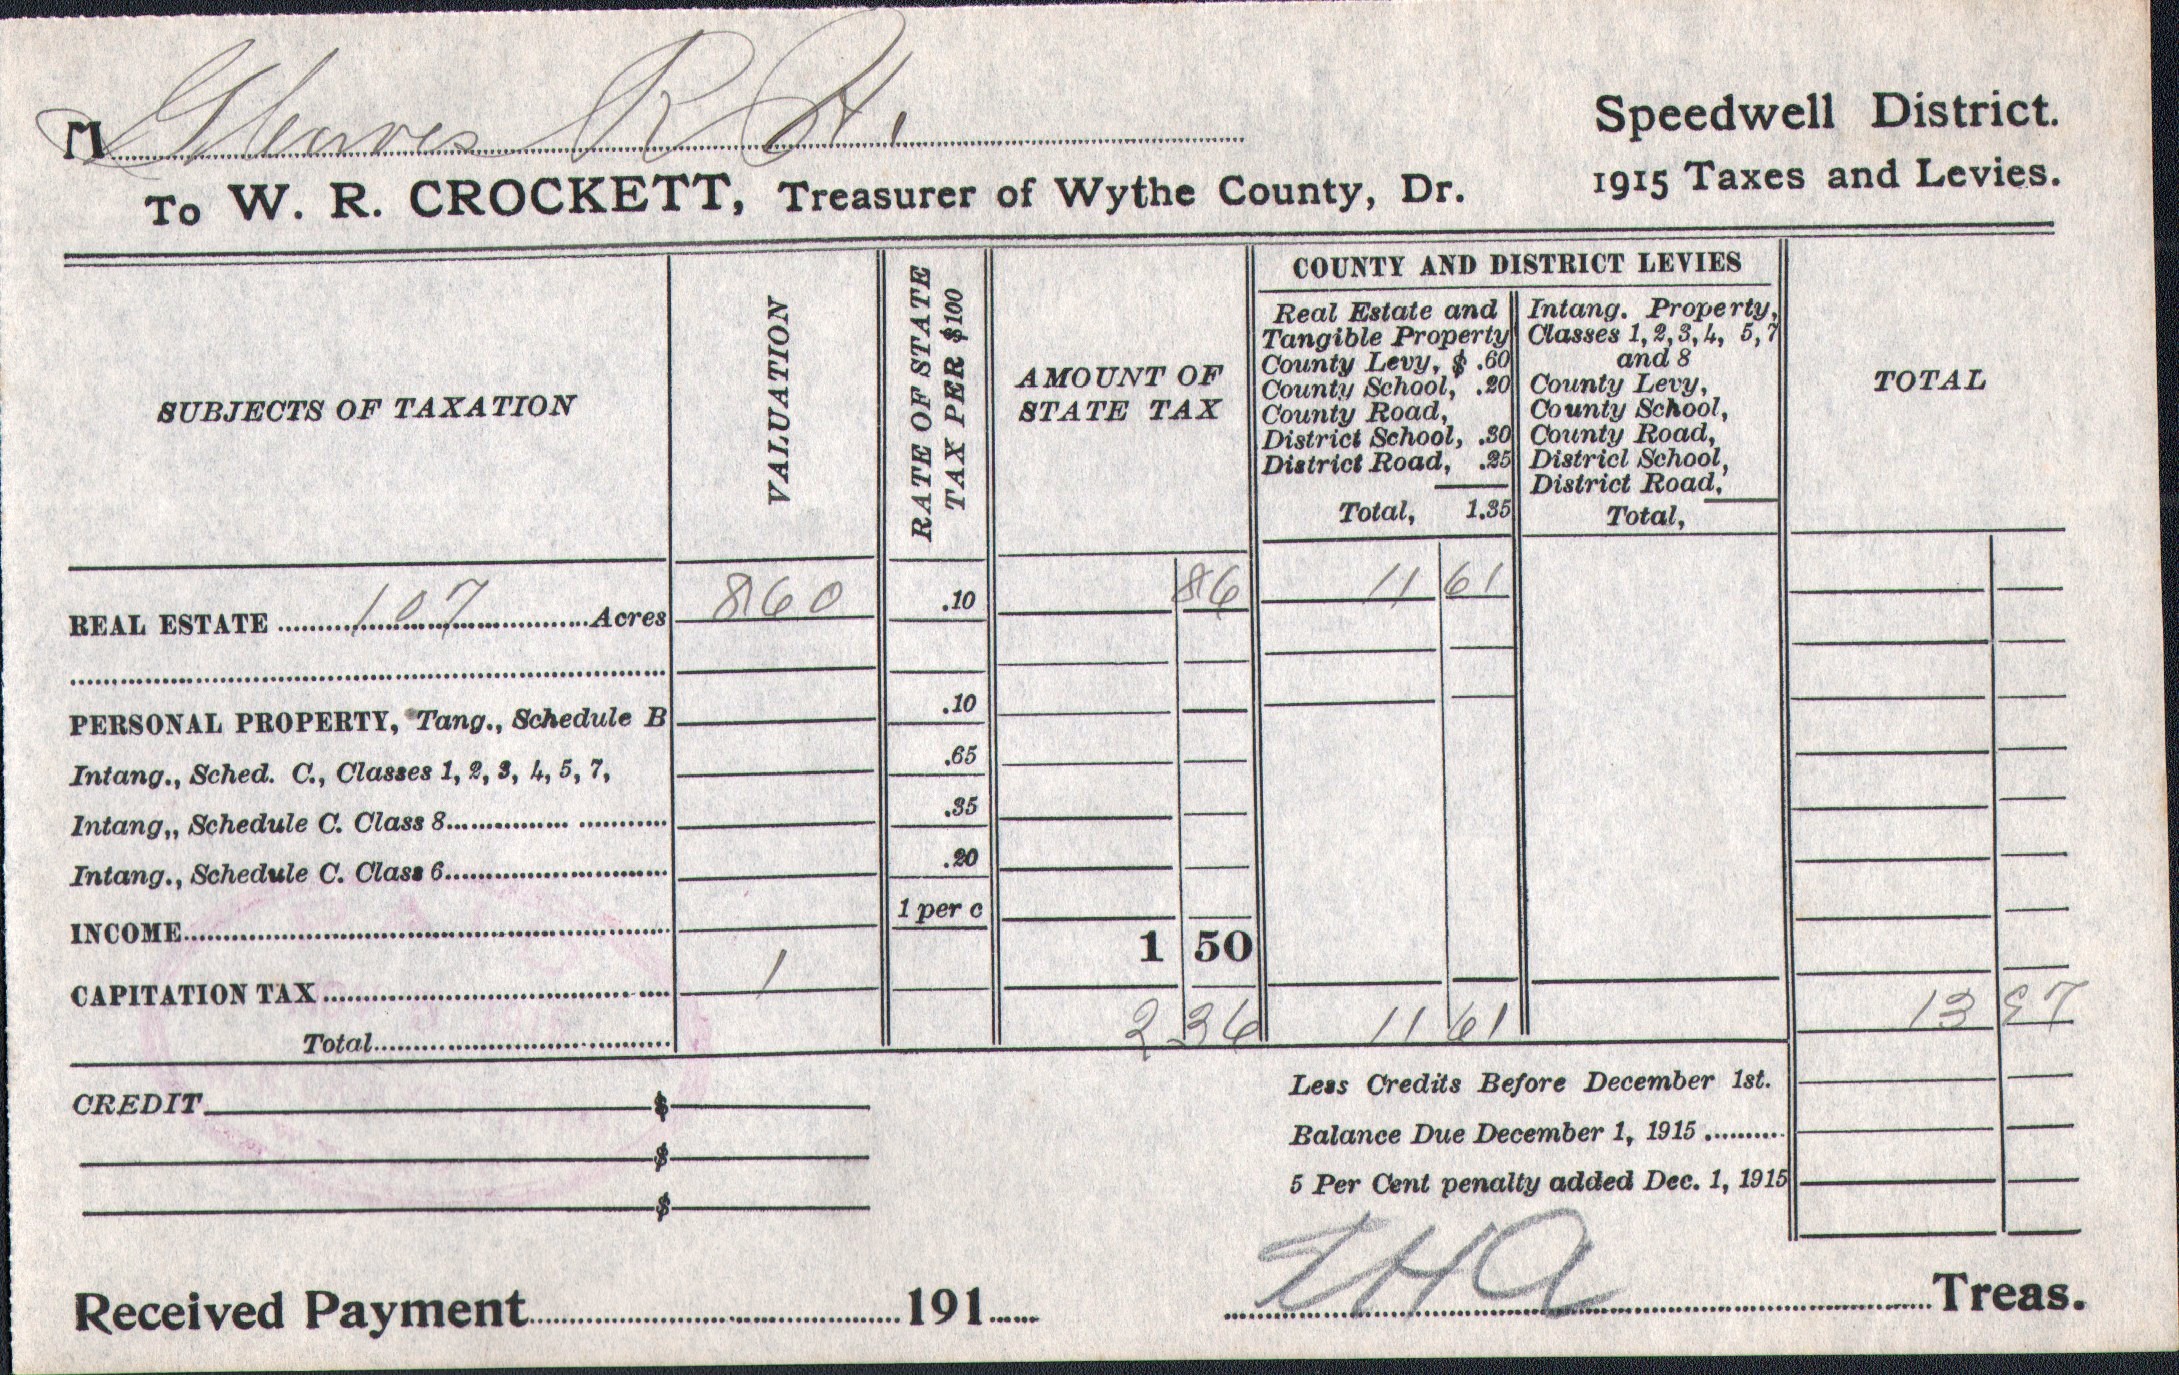 M Gleaves R H.
Speedwell District.
To W. R. CROCKETT, Treasurer of Wythe County, Dr.
1915 Taxes and Levies.
SUBJECTS OF TAXATION
VALUATION
RATE OF STATE
TAX PER $100
AMOUNT OF
STATE TAX
COUNTY AND DISTRICT LEVIES
Real Estate and
Tangible Property
County Levy, $ .60
County School, .20
County Road,
District School, .30
District Road, .25
Total, 1.35
Intang. Property,
Classes 1, 2, 3, 4, 5, 7
and 8
County Levy,
County School,
County Road,
District School,
District Road,
Total,
TOTAL
REAL ESTATE 107 Acres 860 .10 86 11 61
PERSONAL PROPERTY, Tang., Schedule B .10
Intang., Sched. C., Classes 1, 2, 3, 4, 5, 7, .65
Intang,, Schedule C. Class 8 .35
Intang., Schedule C. Class 6 .20
INCOME 1 per c
CAPITATION TAX 1 1 50
Total 2 36 11 61 13 97
CREDIT $
$
$
Less Credits Before December 1st.
Balance Due December 1, 1915
5 Per Cent penalty added Dec. 1, 1915
Received Payment 191 Treas.